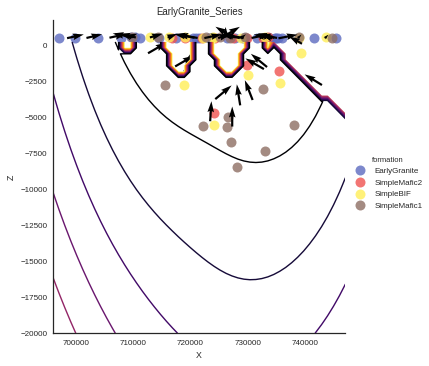 EarlyGranite_Series
0
−2500
−5000
−7500
−10000
−12500
−15000
−17500
−20000
Z
700000 710000 720000 730000 740000
X
formation
EarlyGranite
SimpleMafic2
SimpleBIF
SimpleMafic1